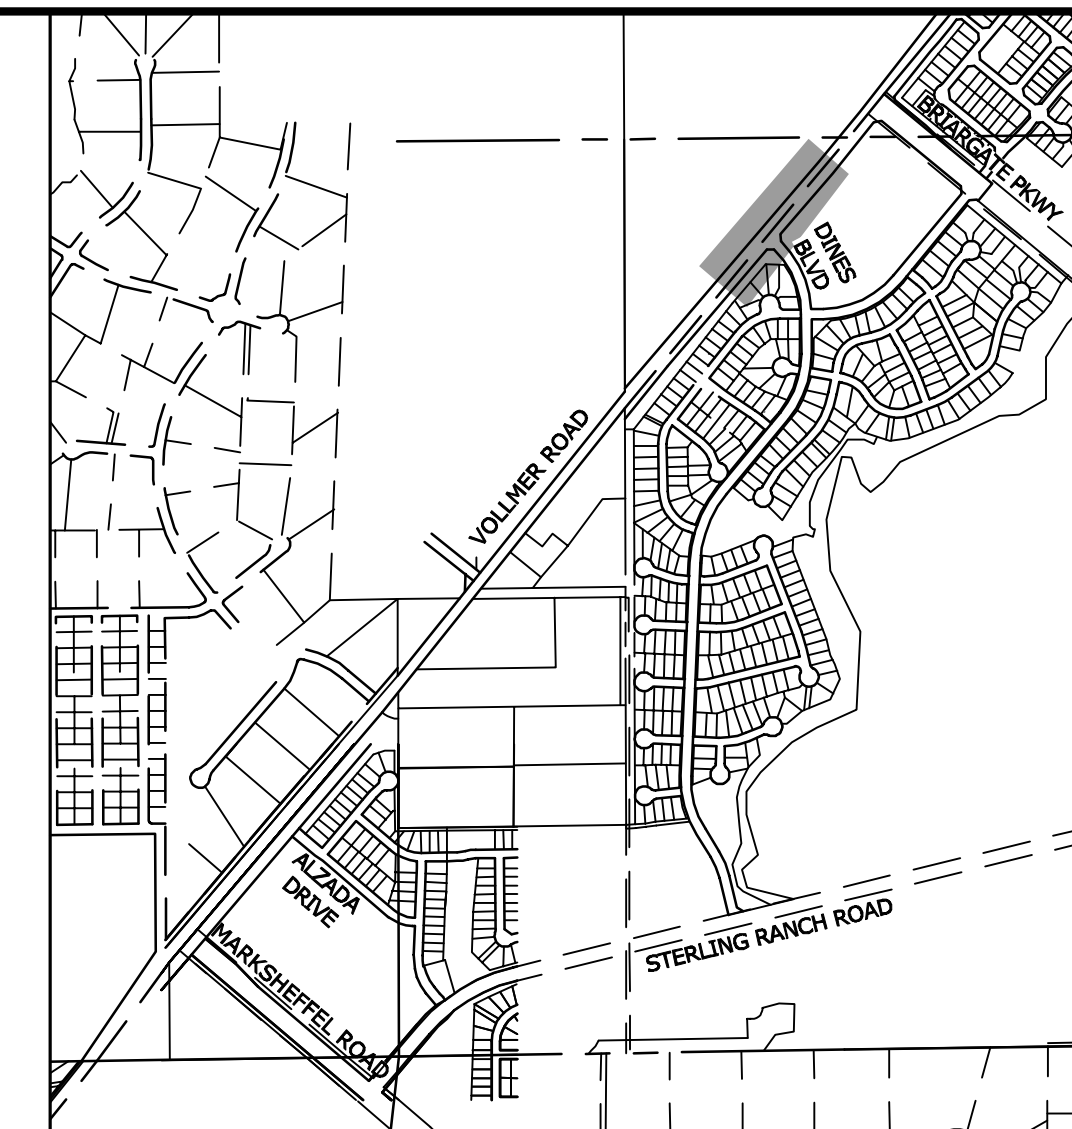 BRIARGATE PKWY
DINES
BLVD
VOLLMER ROAD
ALZADA
DRIVE
STERLING RANCH ROAD
MARKSHEFFEL ROAD